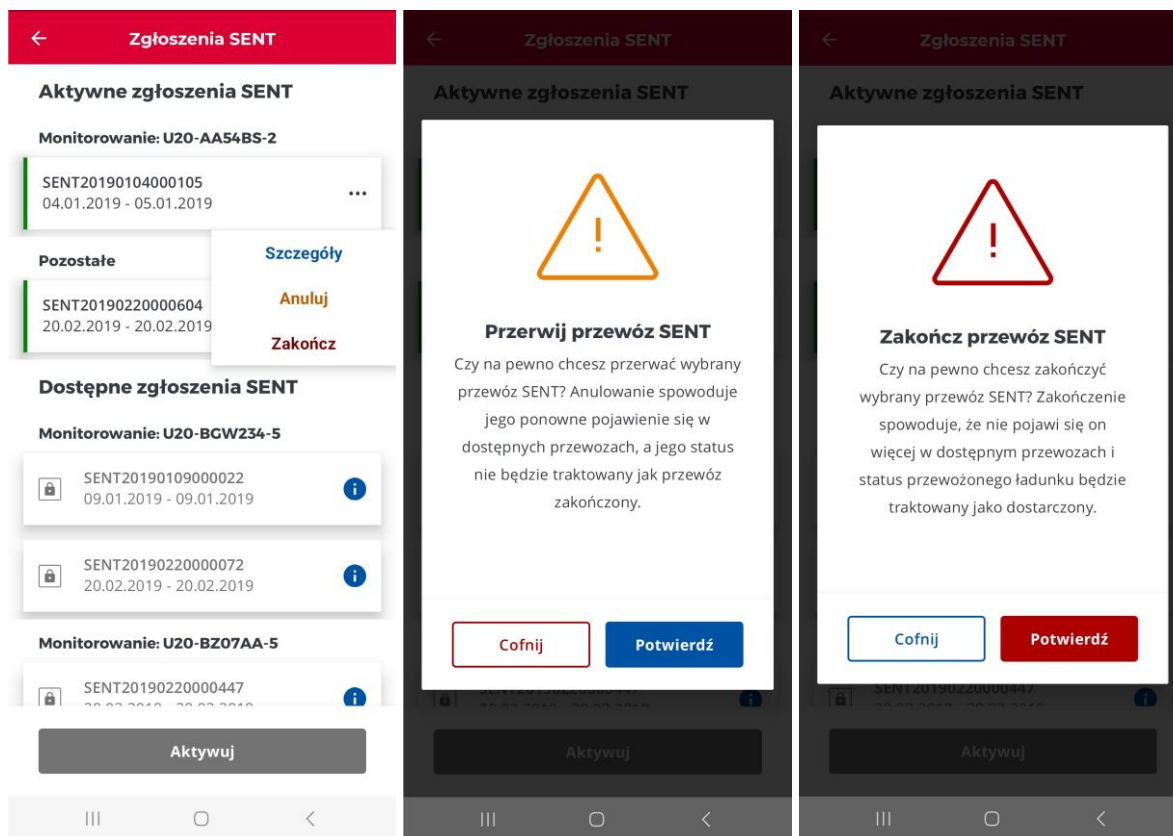 Zgłoszenia SENT
Aktywne zgłoszenia SENT
Monitorowanie: U20-AA54BS-2
SENT20190104000105
04.01.2019 - 05.01.2019
Szczegóły
Anuluj
Zakończ
Pozostałe
SENT20190220000604
20.02.2019 - 20.02.2019
Dostępne zgłoszenia SENT
Monitorowanie: U20-BGW234-5
SENT20190109000022
09.01.2019 - 09.01.2019
SENT20190220000072
20.02.2019 - 20.02.2019
Monitorowanie: U20-BZ07AA-5
SENT20190220000447
Aktywuj
Zgłoszenia SENT
Aktywne zgłoszenia SENT
Przerwij przewóz SENT
Czy na pewno chcesz przerwać wybrany
przewóz SENT? Anulowanie spowoduje
jego ponowne pojawienie się w
dostępnych przewozach, a jego status
nie będzie traktowany jak przewóz
zakończony.
Cofnij
Potwierdź
Aktywuj
Zgłoszenia SENT
Aktywne zgłoszenia SENT
Zakończ przewóz SENT
Czy na pewno chcesz zakończyć
wybrany przewóz SENT? Zakończenie
spowoduje, że nie pojawi się on
więcej w dostępnym przewozach i
status przewożonego ładunku będzie
traktowany jako dostarczony.
Cofnij
Potwierdź
SENT20190220000447
Aktywuj